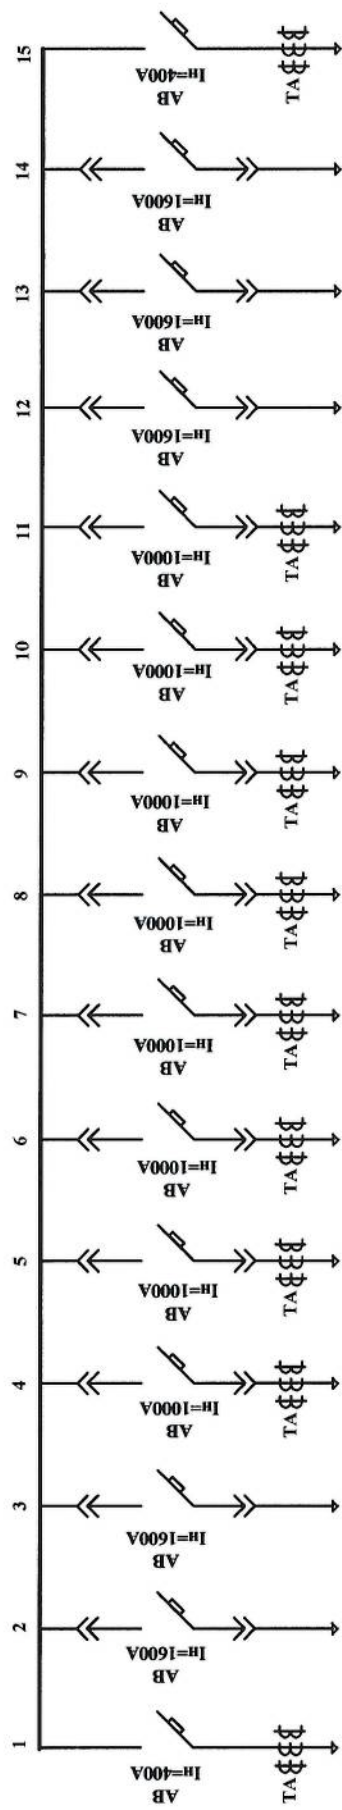 15
Iн=400А
АВ
ТА
14
Iн=1600А
АВ
13
Iн=1600А
АВ
12
Iн=1600А
АВ
11
Iн=1000А
АВ
ТА
10
Iн=1000А
АВ
ТА
9
Iн=1000А
АВ
ТА
8
Iн=1000А
АВ
ТА
7
Iн=1000А
АВ
ТА
6
Iн=1000А
АВ
ТА
5
Iн=1000А
АВ
ТА
4
Iн=1000А
АВ
ТА
3
Iн=1600А
АВ
2
Iн=1600А
АВ
1
Iн=400А
АВ
ТА